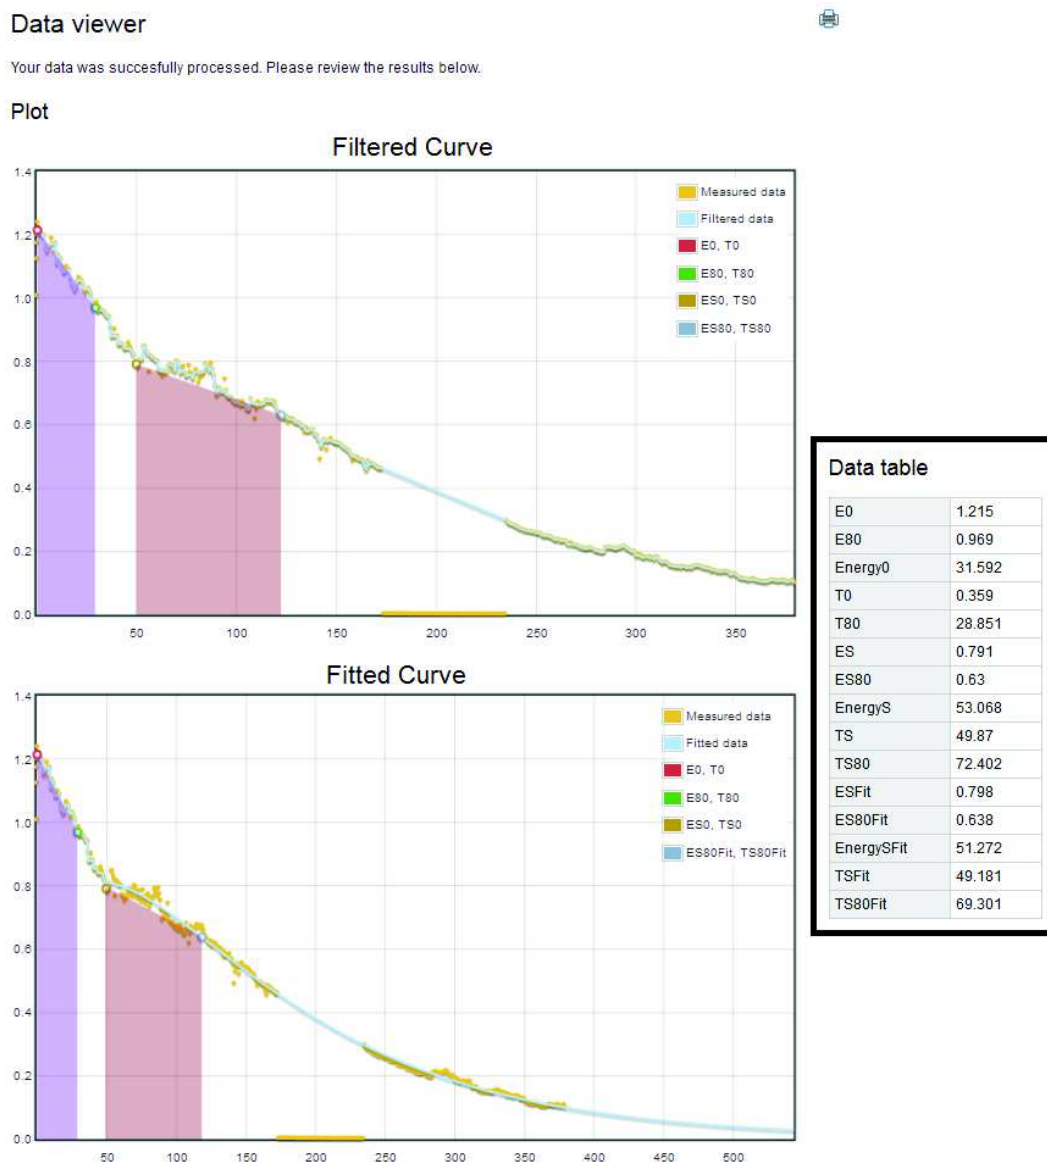 Data viewer
Your data was succesfully processed. Please review the results below.
Plot
Filtered Curve
1.4
1.2
1.0
0.8
0.6
0.4
0.2
0.0
50 100 150 200 250 300 350
Measured data
Filtered data
E0, T0
E80, T80
ES0, TS0
ES80, TS80
Fitted Curve
1.4
1.2
1.0
0.8
0.6
0.4
0.2
0.0
50 100 150 200 250 300 350 400 450 500
Measured data
Fitted data
E0, T0
E80, T80
ES0, TS0
ES80Fit, TS80Fit
Data table
E0 1.215
E80 0.969
Energy0 31.592
T0 0.359
T80 28.851
ES 0.791
ES80 0.63
EnergyS 53.068
TS 49.87
TS80 72.402
ESFit 0.798
ES80Fit 0.638
EnergySFit 51.272
TSFit 49.181
TS80Fit 69.301